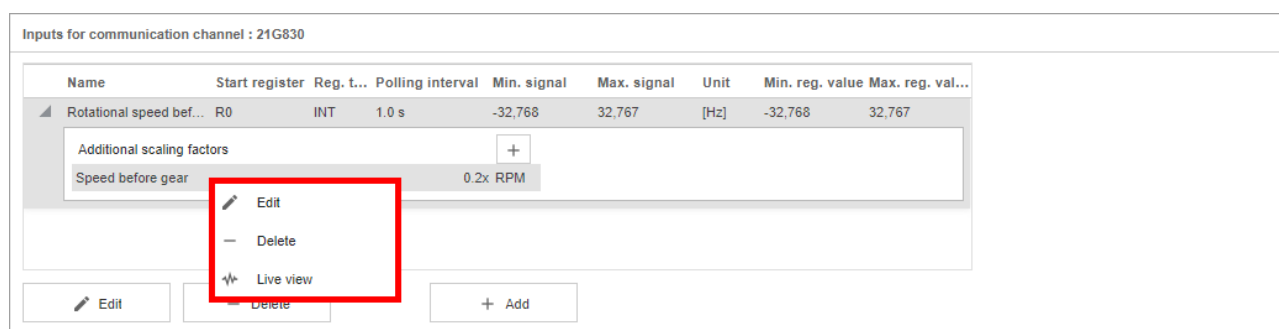 Inputs for communication channel : 21G830
Name Start register Reg. t... Polling interval Min. signal Max. signal Unit Min. reg. value Max. reg. val...
Rotational speed bef... R0 INT 1.0 s -32,768 32,767 [Hz] -32,768 32,767
Additional scaling factors +
Speed before gear 0.2x RPM
Edit
Delete
Live view
Edit Delete + Add